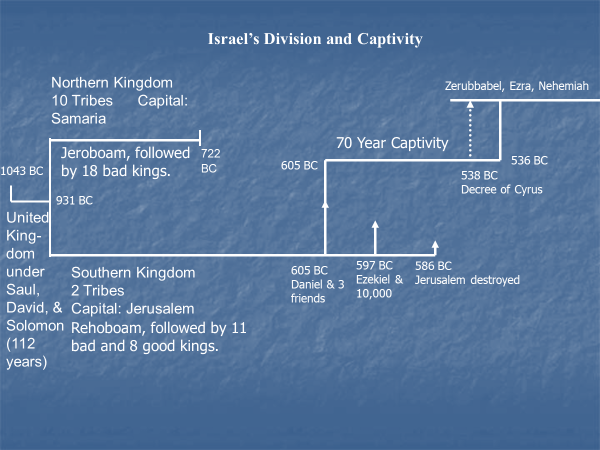 Israel's Division and Captivity
Northern Kingdom
10 Tribes Capital:
Samaria
Zerubbabel, Ezra, Nehemiah
Jeroboam, followed
by 18 bad kings.
722
BC
70 Year Captivity
1043 BC
605 BC
536 BC
538 BC
Decree of Cyrus
931 BC
United
King-
dom
under
Saul,
David, &
Solomon
(112
years)
Southern Kingdom
2 Tribes
Capital: Jerusalem
Rehoboam, followed by 11
bad and 8 good kings.
605 BC
Daniel & 3
friends
597 BC
Ezekiel &
10,000
586 BC
Jerusalem destroyed